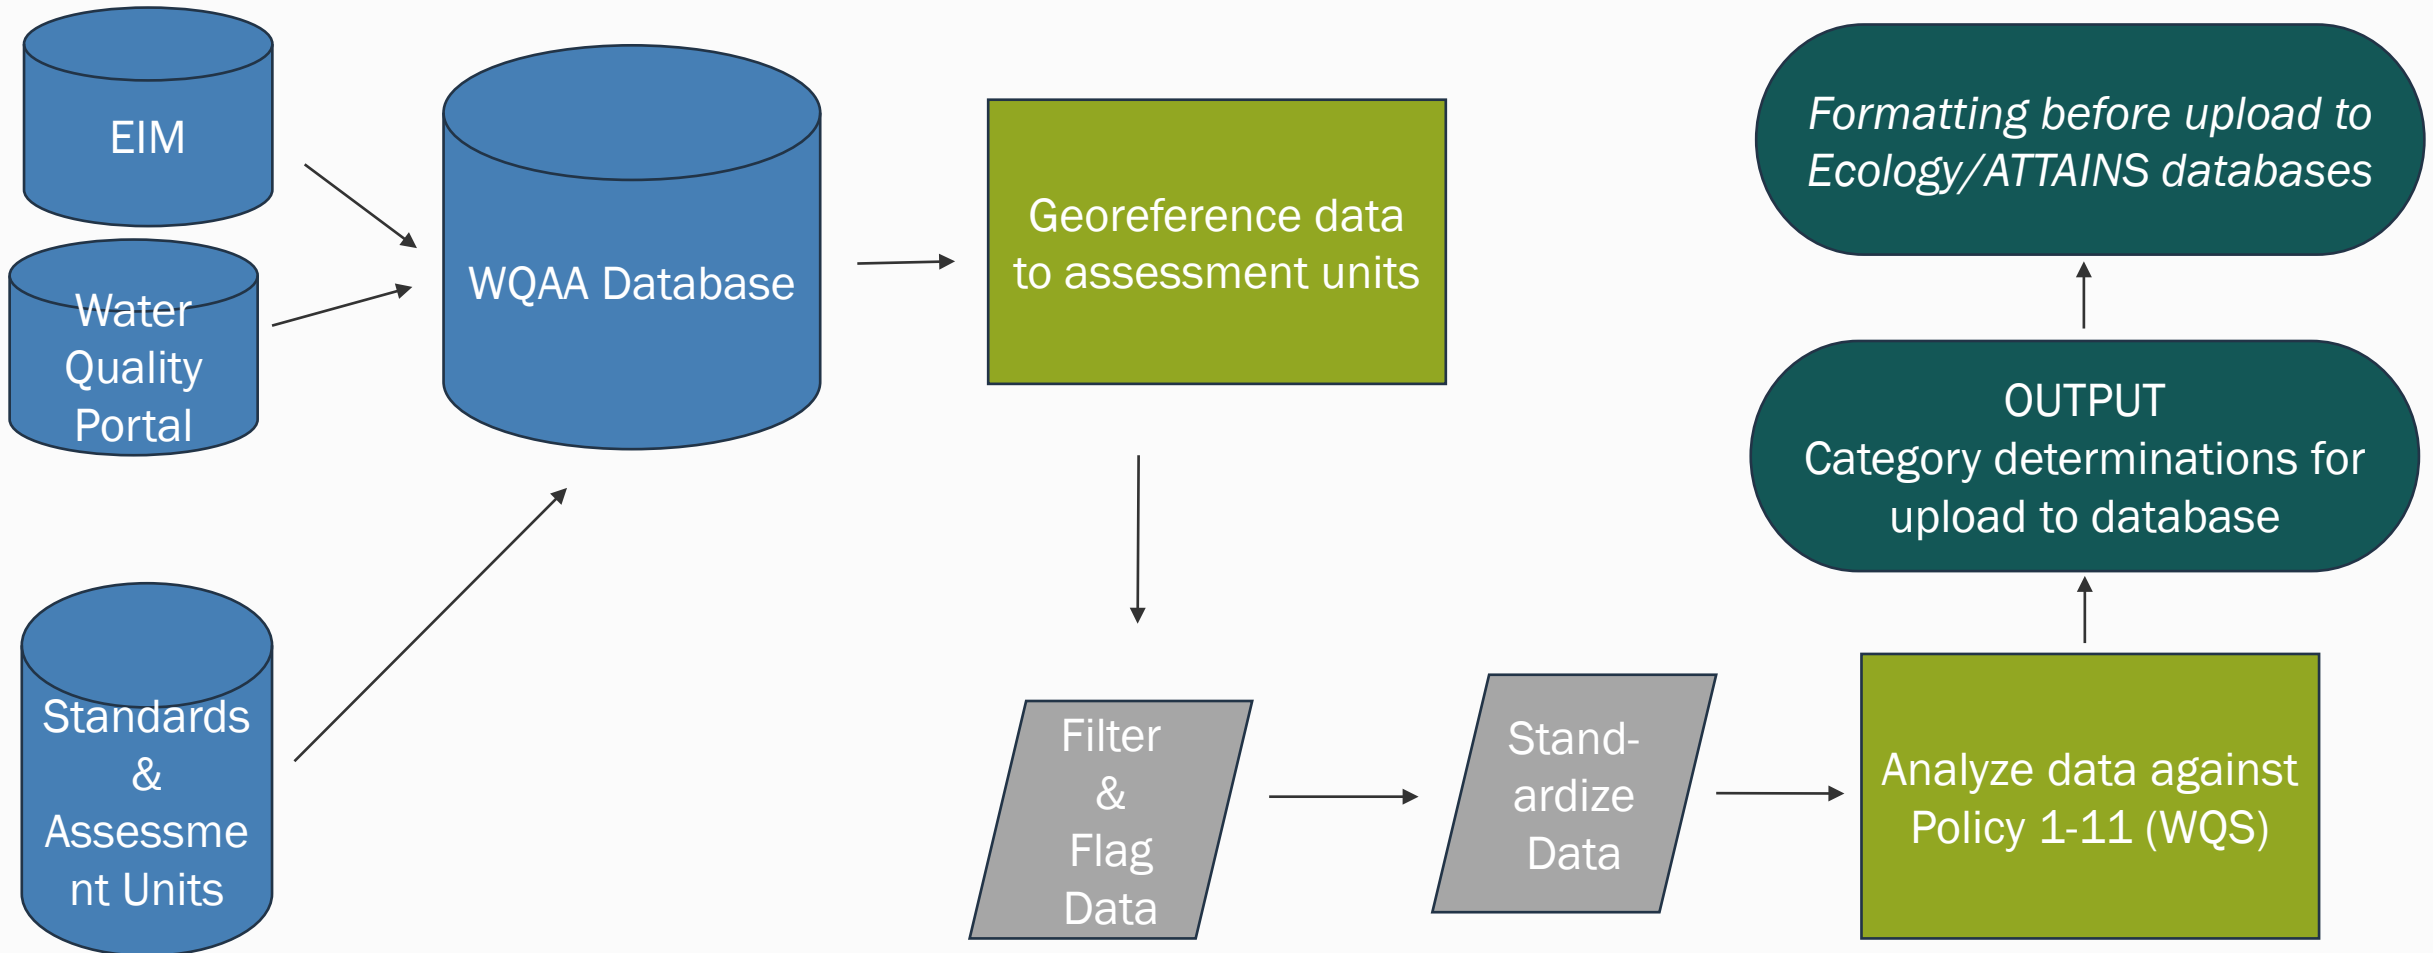 EIM
Water
Quality
Portal
Standards
&
Assessme
nt Units
WQAA Database
Georeference data
to assessment units
Filter
&
Flag
Data
Stand-
ardize
Data
Analyze data against
Policy 1-11 (WQS)
OUTPUT
Category determinations for
upload to database
Formatting before upload to
Ecology/ATTAINS databases